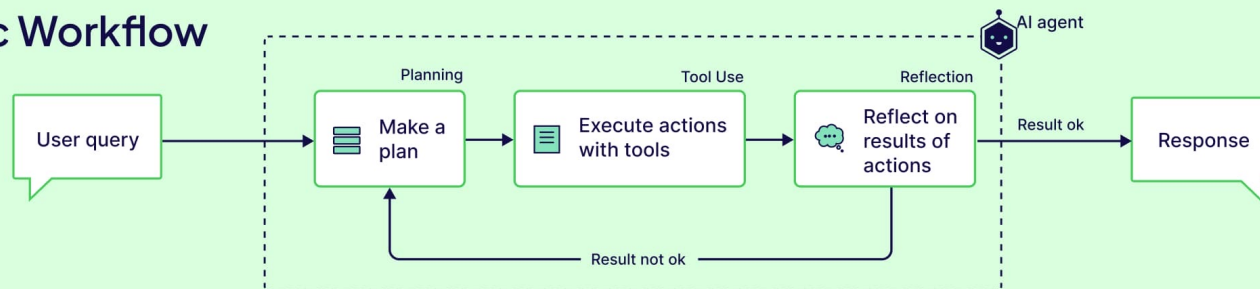 c Workflow
AI agent
Planning
Tool Use
Reflection
User query
Make a
plan
Execute actions
with tools
Reflect on
results of
actions
Result ok
Response
Result not ok